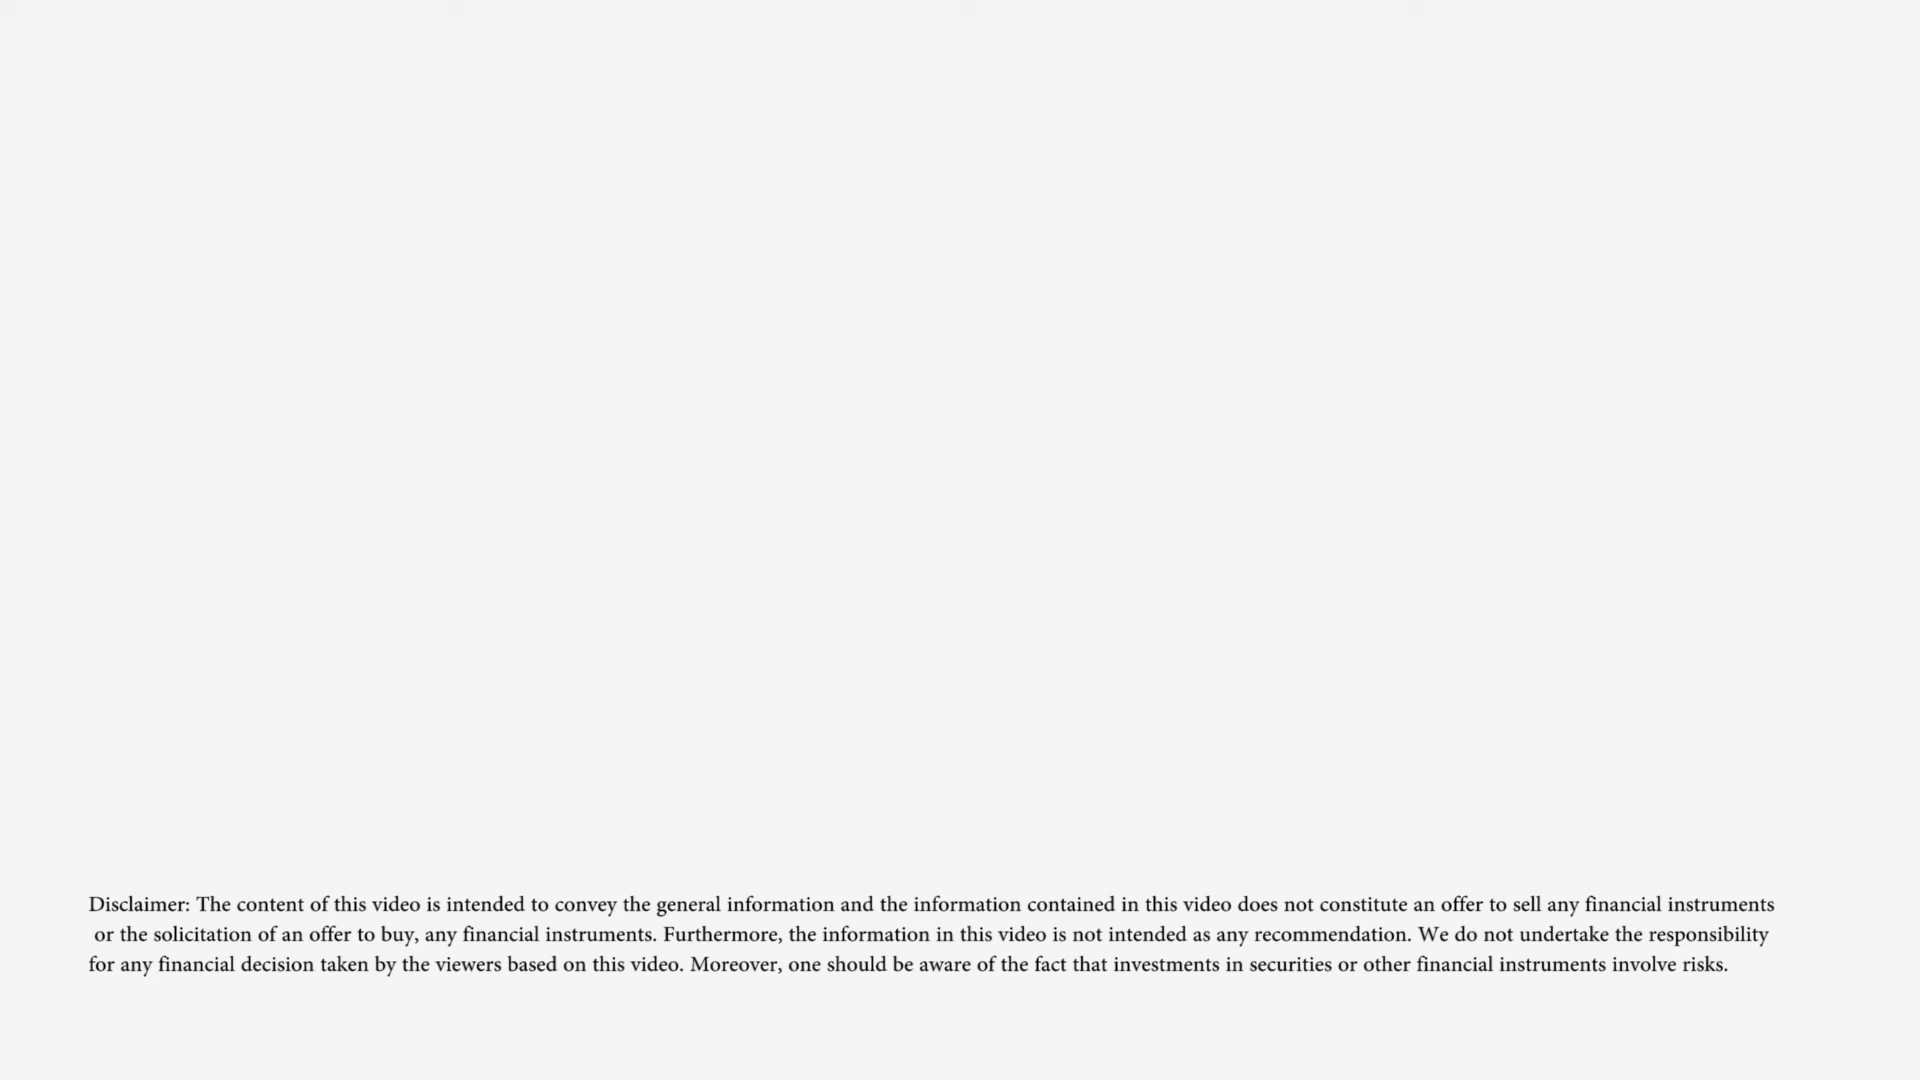 Disclaimer: The content of this video is intended to convey the general information and the information contained in this video does not constitute an offer to sell any financial instruments
or the solicitation of an offer to buy, any financial instruments. Furthermore, the information in this video is not intended as any recommendation. We do not undertake the responsibility
for any financial decision taken by the viewers based on this video. Moreover, one should be aware of the fact that investments in securities or other financial instruments involve risks.